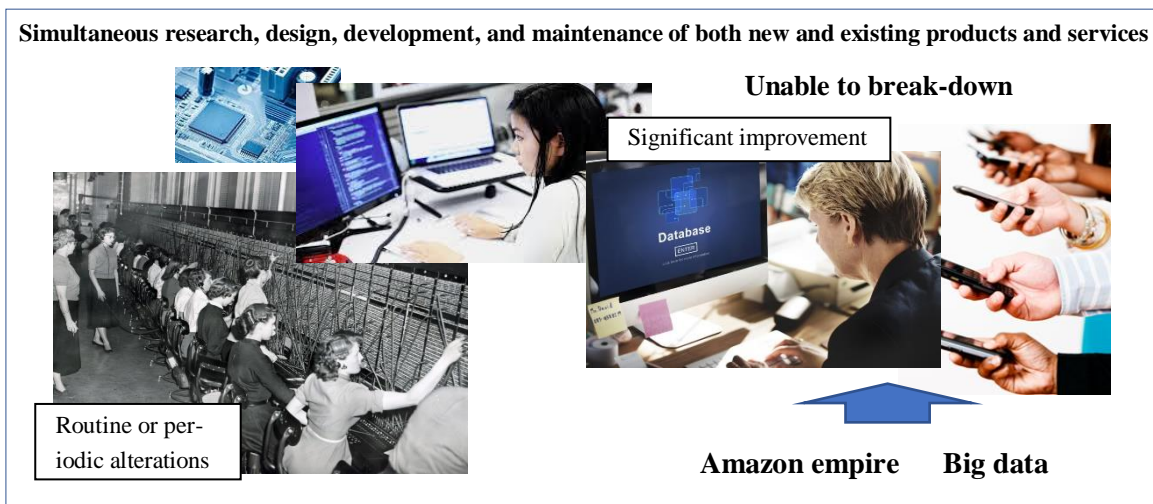 Simultaneous research, design, development, and maintenance of both new and existing products and services
Unable to break-down
Significant improvement
Database
ENTER
Routine or per-
iodic alterations
Amazon empire
Big data